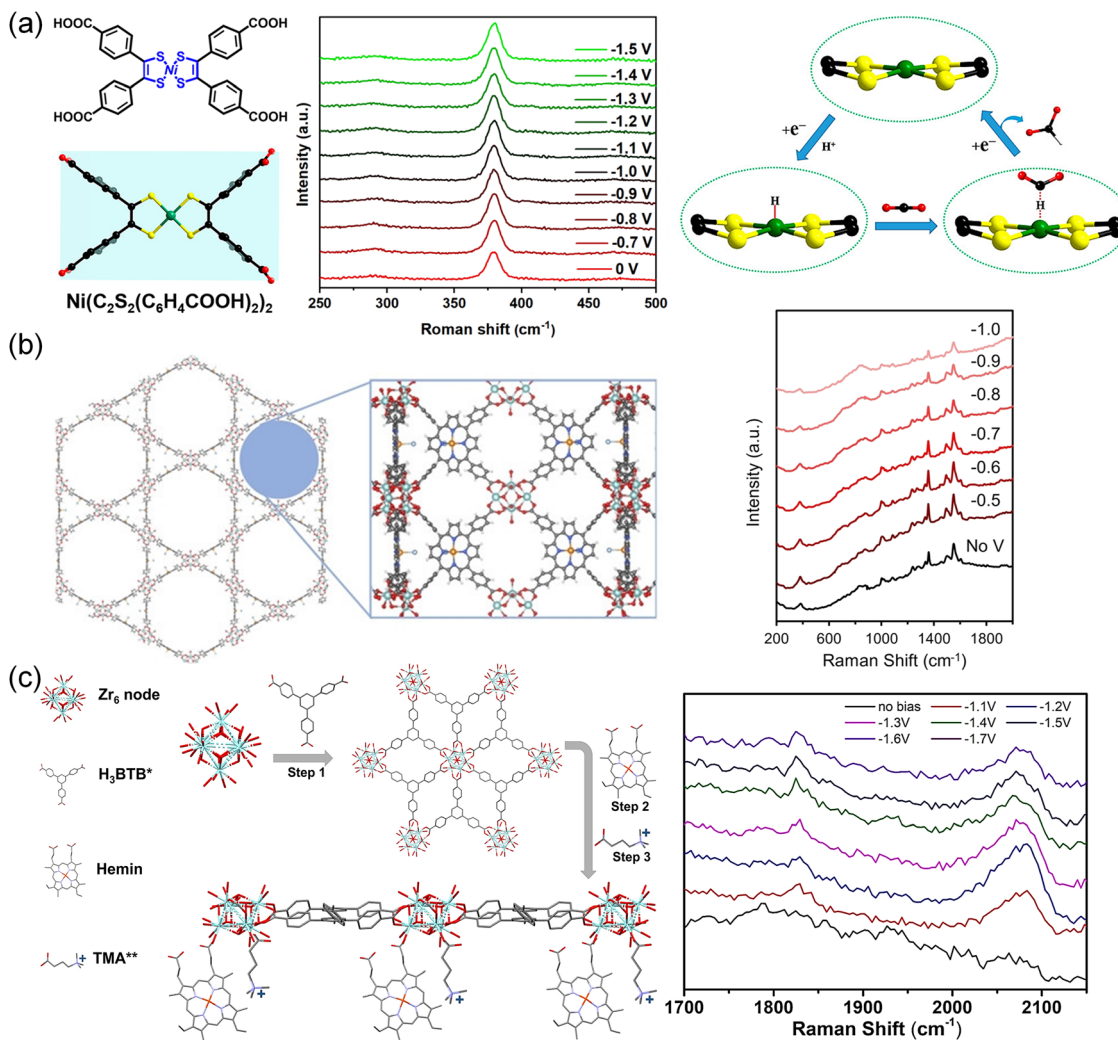 (a)
HOOC
COOH
S S
Ni
S S
HOOC
COOH
Ni(C₂S₂(C₆H₄COOH)₂)₂
Intensity (a.u.)
-1.5 V
-1.4 V
-1.3 V
-1.2 V
-1.1 V
-1.0 V
-0.9 V
-0.8 V
-0.7 V
0 V
250 300 350 400 450 500
Roman shift (cm⁻¹)
+e⁻
H⁺
+e⁻
H
H
(b)
Intensity (a.u.)
-1.0
-0.9
-0.8
-0.7
-0.6
-0.5
No V
200 600 1000 1400 1800
Raman Shift (cm⁻¹)
(c)
Zr₆ node
H₃BTB*
Hemin
TMA**
+
Step 1
Step 2
+
Step 3
+
+
+
no bias -1.1V -1.2V
-1.3V -1.4V -1.5V
-1.6V -1.7V
Intensity (a.u.)
1700 1800 1900 2000 2100
Raman Shift (cm⁻¹)